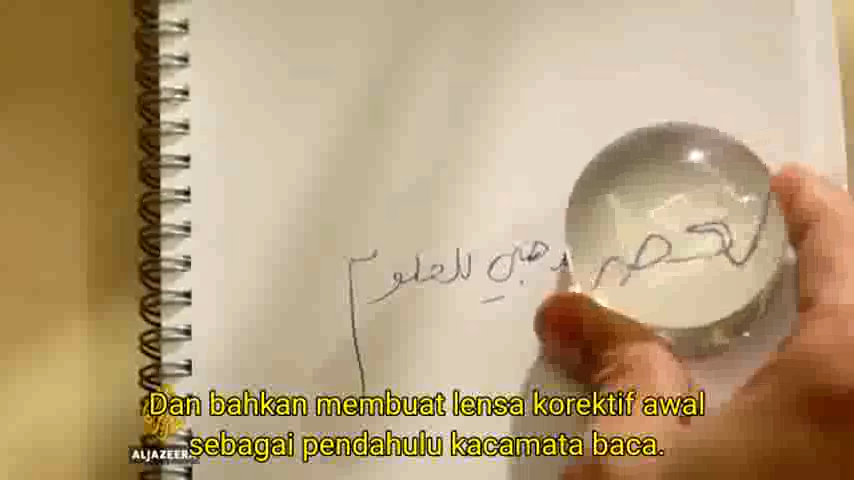 لعصر ذهبي للعلوم
Dan bahkan membuat lensa korektif awal
sebagai pendahulu kacamata baca.
ALJAZEERA